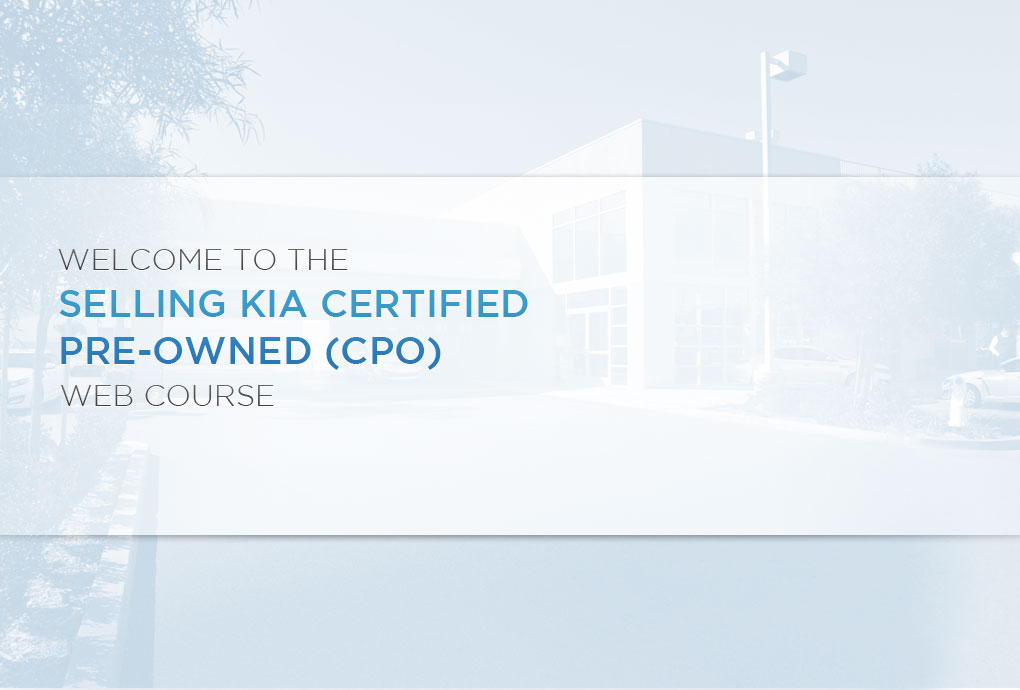 WELCOME TO THE
SELLING KIA CERTIFIED
PRE-OWNED (CPO)
WEB COURSE